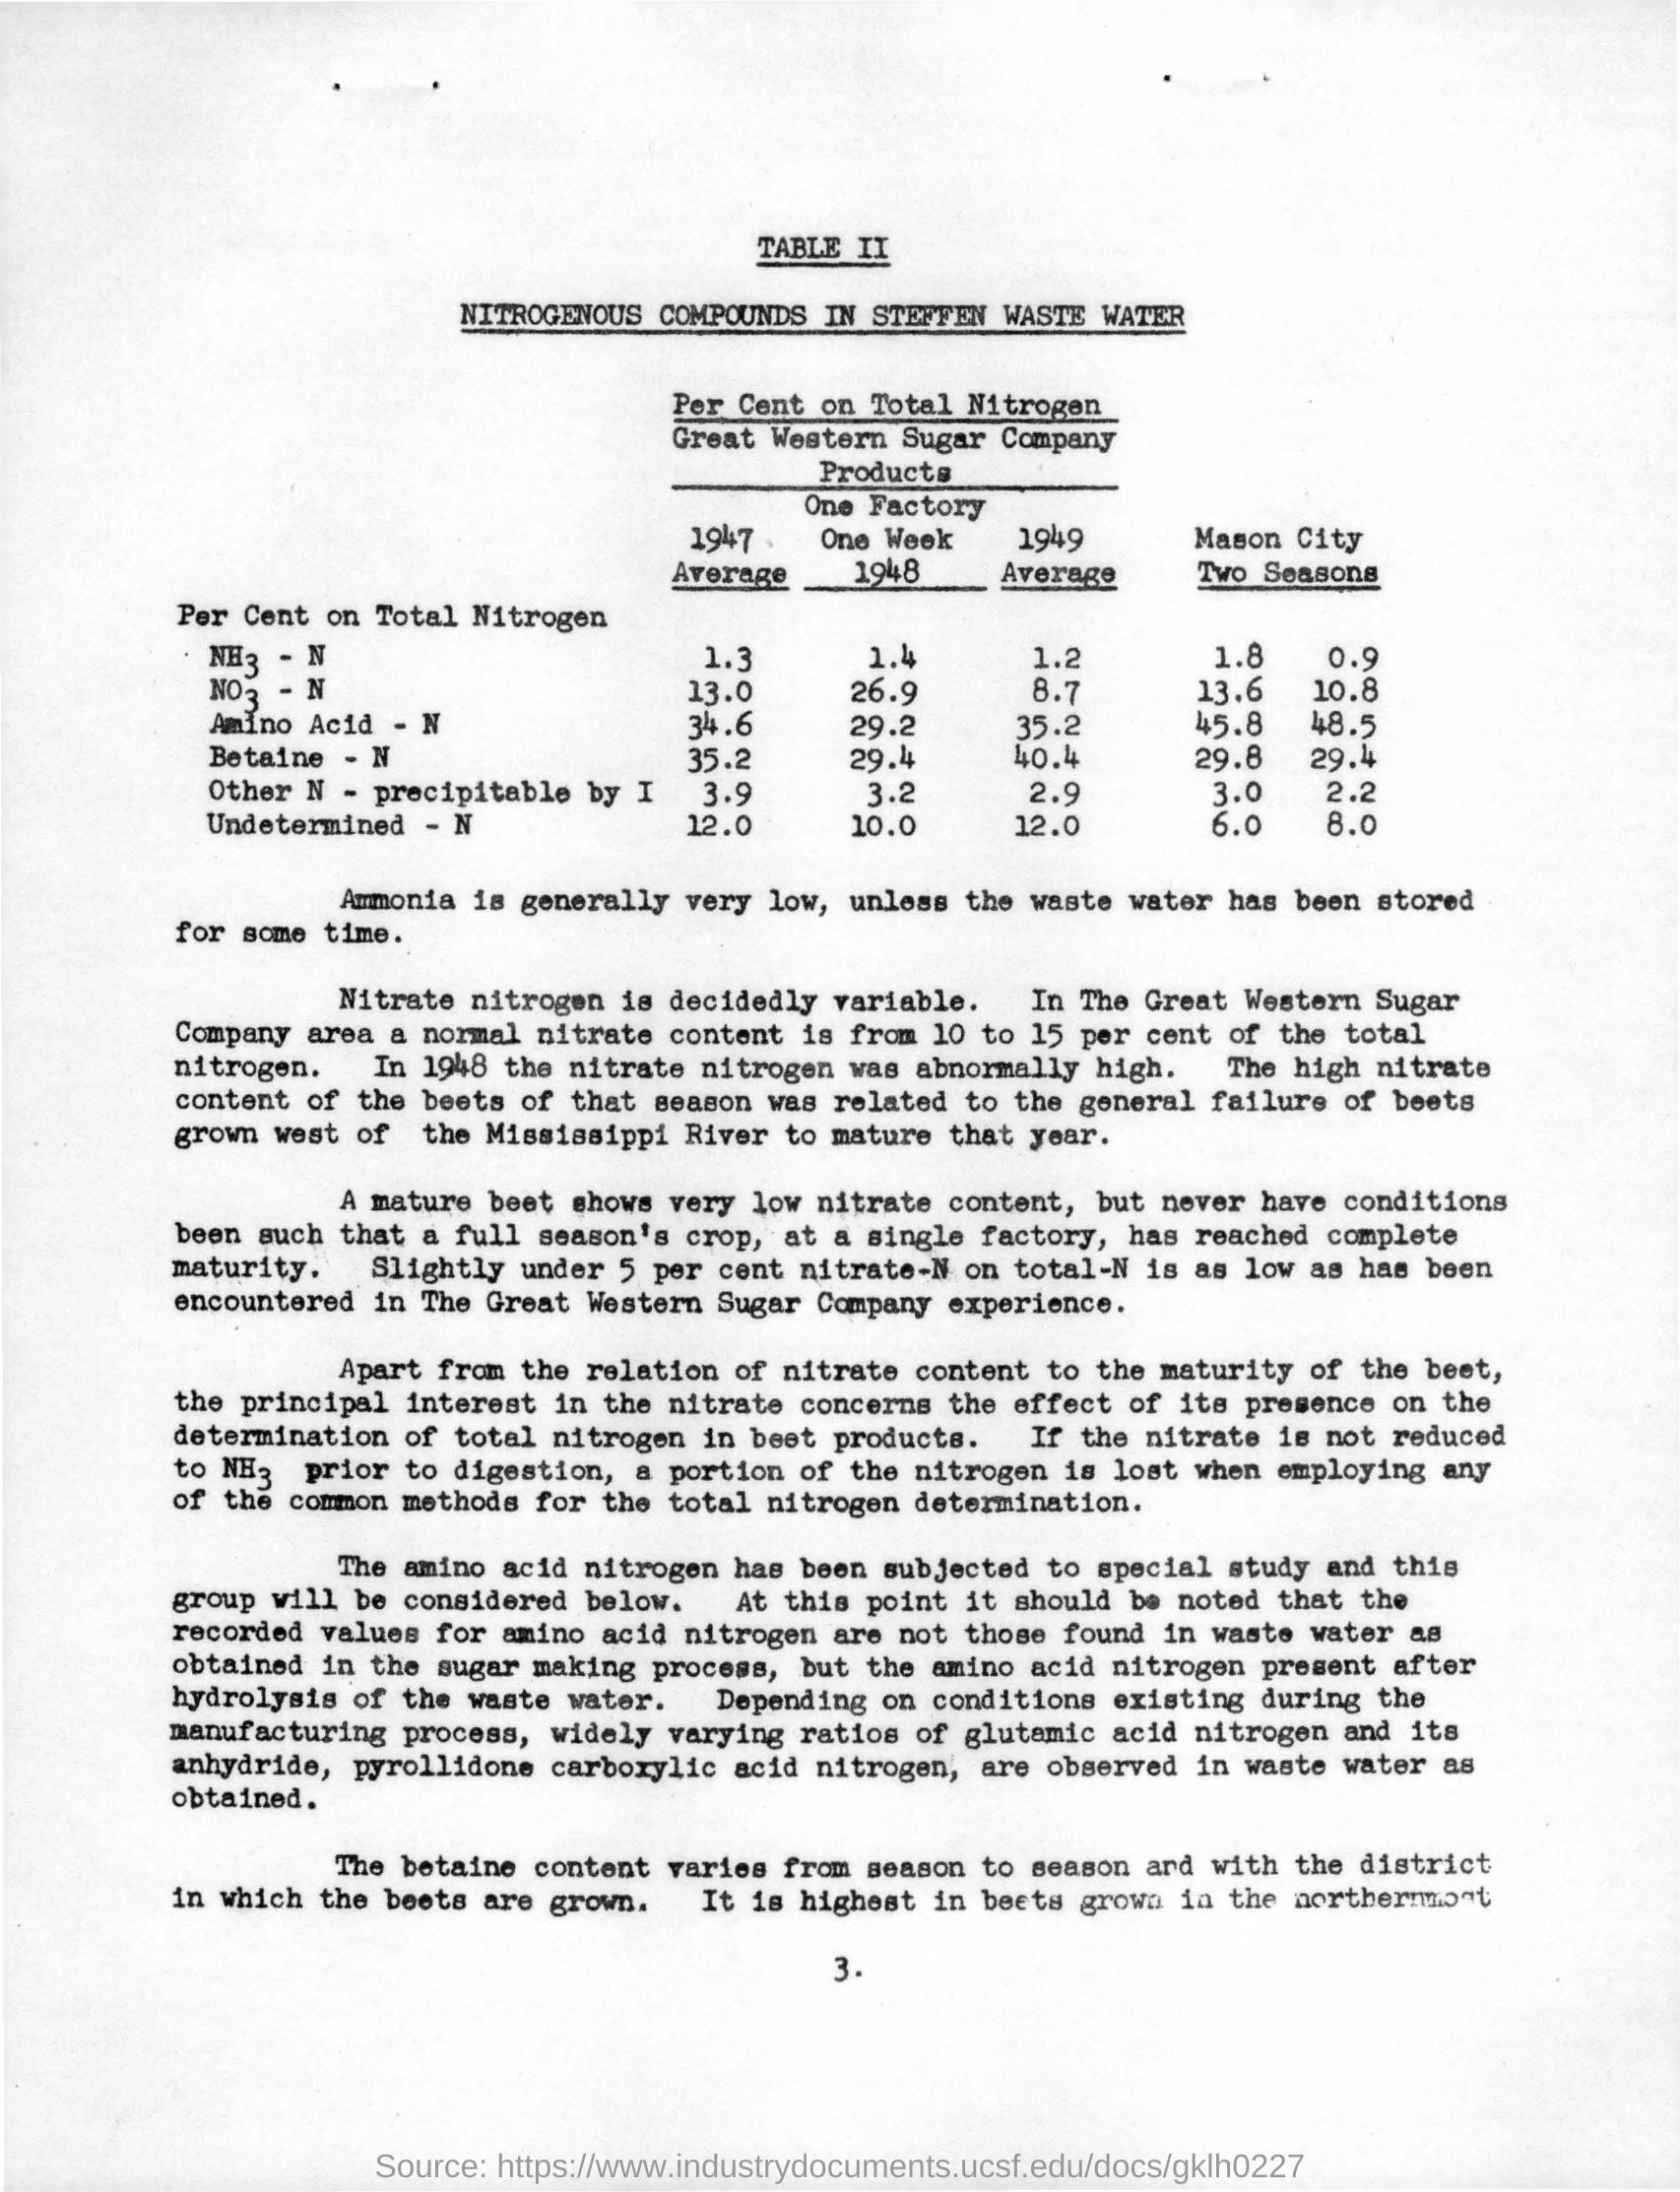 TABLE II
NITROGENOUS COMPOUNDS IN STEFFEN WASTE WATER
Per Cent on Total Nitrogen
Great Western Sugar Company
Products
One Factory
1947 One Week 1949 Mason City
Average 1948 Average Two Seasons
Per Cent on Total Nitrogen
NH3 - N 1.3 1.4 1.2 1.8 0.9
NO3 - N 13.0 26.9 8.7 13.6 10.8
Amino Acid - N 34.6 29.2 35.2 45.8 48.5
Betaine - N 35.2 29.4 40.4 29.8 29.4
Other N - precipitable by I 3.9 3.2 2.9 3.0 2.2
Undetermined - N 12.0 10.0 12.0 6.0 8.0
Ammonia is generally very low, unless the waste water has been stored
for some time.
Nitrate nitrogen is decidedly variable. In The Great Western Sugar
Company area a normal nitrate content is from 10 to 15 per cent of the total
nitrogen. In 1948 the nitrate nitrogen was abnormally high. The high nitrate
content of the beets of that season was related to the general failure of beets
grown west of the Mississippi River to mature that year.
A mature beet shows very low nitrate content, but never have conditions
been such that a full season's crop, at a single factory, has reached complete
maturity. Slightly under 5 per cent nitrate-N on total-N is as low as has been
encountered in The Great Western Sugar Company experience.
Apart from the relation of nitrate content to the maturity of the beet,
the principal interest in the nitrate concerns the effect of its presence on the
determination of total nitrogen in beet products. If the nitrate is not reduced
to NH3 prior to digestion, a portion of the nitrogen is lost when employing any
of the common methods for the total nitrogen determination.
The amino acid nitrogen has been subjected to special study and this
group will be considered below. At this point it should be noted that the
recorded values for amino acid nitrogen are not those found in waste water as
obtained in the sugar making process, but the amino acid nitrogen present after
hydrolysis of the waste water. Depending on conditions existing during the
manufacturing process, widely varying ratios of glutamic acid nitrogen and its
anhydride, pyrollidone carboxylic acid nitrogen, are observed in waste water as
obtained.
The betaine content varies from season to season and with the district
in which the beets are grown. It is highest in beets grown in the northernmost
3.
Source: https://www.industrydocuments.ucsf.edu/docs/gklh0227